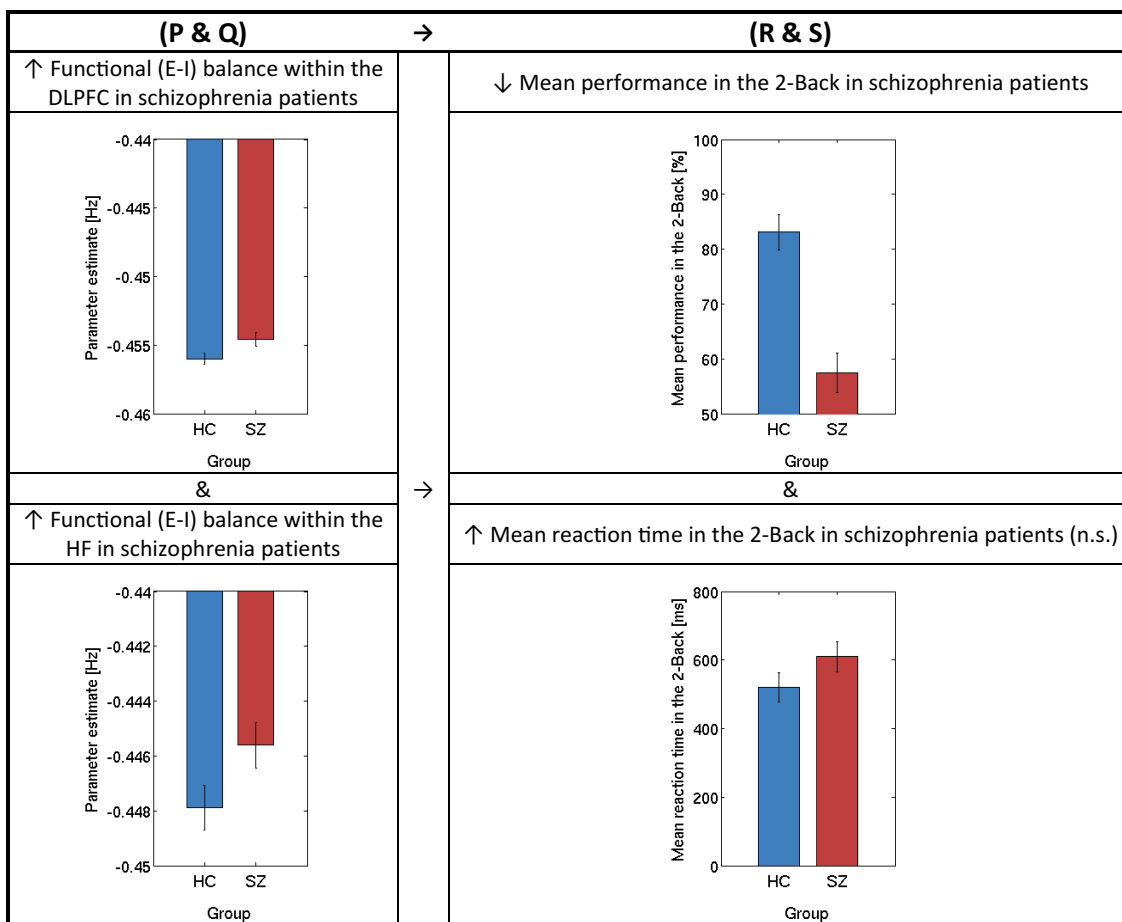 (P & Q) → (R & S)
↑ Functional (E-I) balance within the
DLPFC in schizophrenia patients
↓ Mean performance in the 2-Back in schizophrenia patients
Parameter estimate [Hz]
-0.44
-0.445
-0.45
-0.455
-0.46
HC SZ
Group
Mean performance in the 2-Back [%]
100
90
80
70
60
50
HC SZ
Group
& → &
↑ Functional (E-I) balance within the
HF in schizophrenia patients
↑ Mean reaction time in the 2-Back in schizophrenia patients (n.s.)
Parameter estimate [Hz]
-0.44
-0.442
-0.444
-0.446
-0.448
-0.45
HC SZ
Group
Mean reaction time in the 2-Back [ms]
800
600
400
200
0
HC SZ
Group